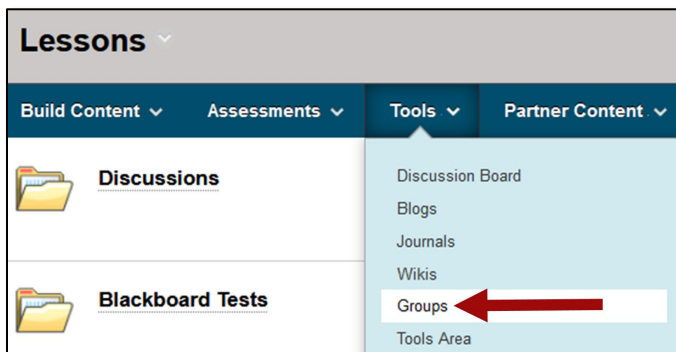 Lessons
Build Content Assessments Tools Partner Content
Discussions
Blackboard Tests
Discussion Board
Blogs
Journals
Wikis
Groups
Tools Area